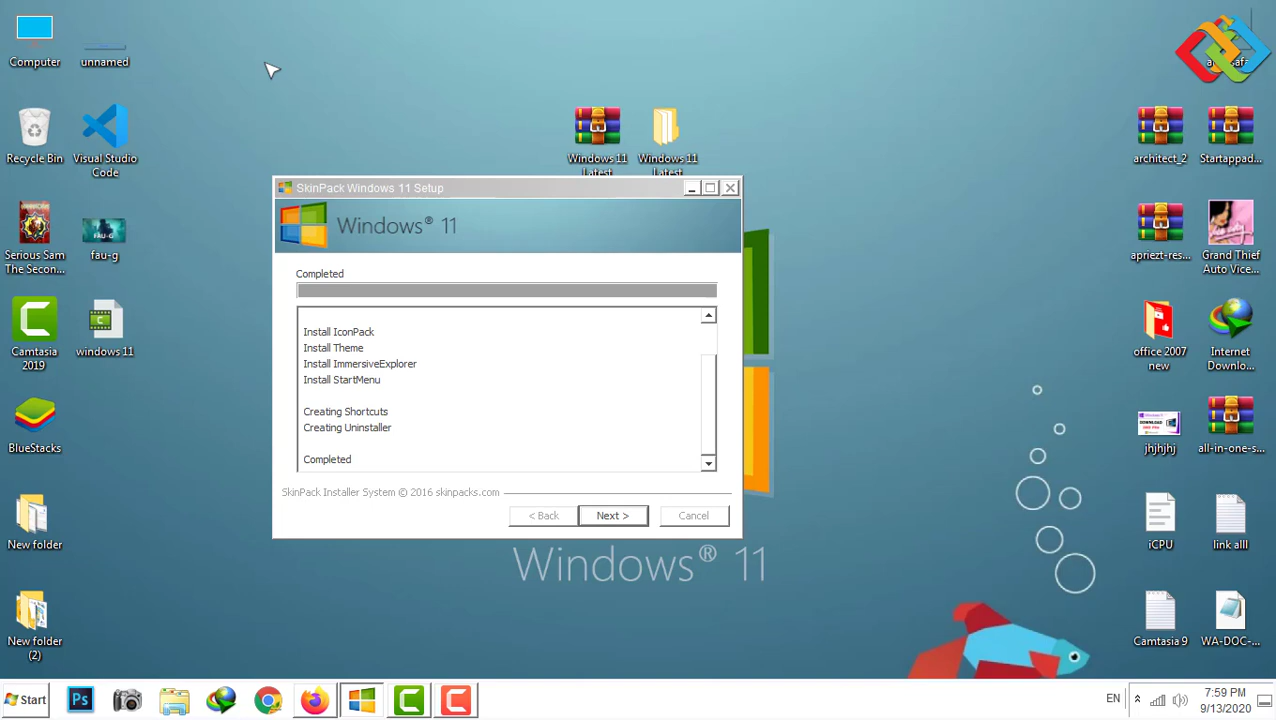 Computer
unnamed
Recycle Bin
Visual Studio
Code
Serious Sam
The Secon...
FAU-G
fau-g
Camtasia
2019
windows 11
BlueStacks
New folder
New folder
(2)
Windows 11
Latest
Windows 11
Latest
SkinPack Windows 11 Setup
Windows® 11
Completed
Install IconPack
Install Theme
Install ImmersiveExplorer
Install StartMenu
Creating Shortcuts
Creating Uninstaller
Completed
SkinPack Installer System © 2016 skinpacks.com
< Back
Next >
Cancel
Windows® 11
architect_2
Startappad...
apriezt-res...
Grand Thief
Auto Vice...
office 2007
new
Internet
Downlo...
DOWNLOAD
jhjhjhj
all-in-one-s...
iCPU
link alll
Camtasia 9
WA-DOC-...
Start
Ps
EN
7:59 PM
9/13/2020